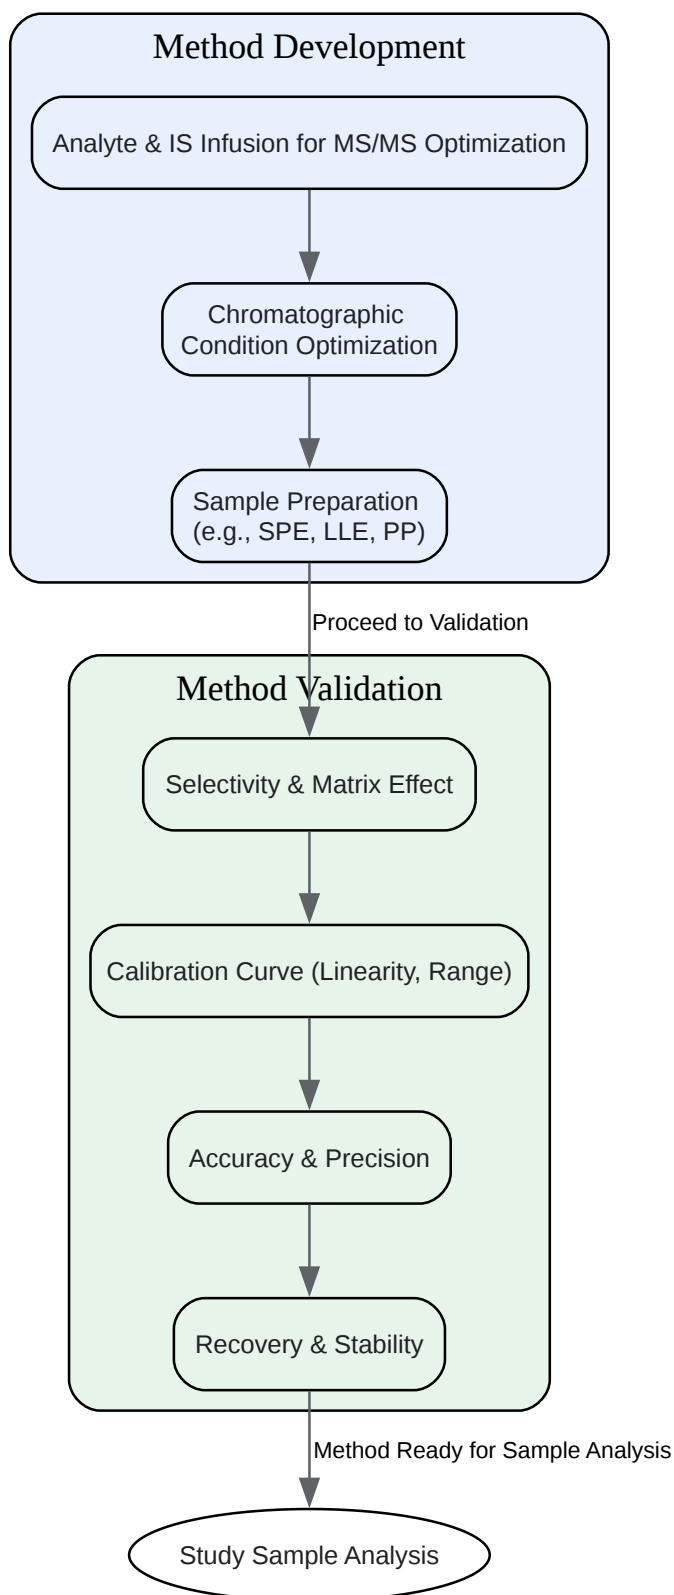 Method Development
Analyte & IS Infusion for MS/MS Optimization
Chromatographic
Condition Optimization
Sample Preparation
(e.g., SPE, LLE, PP)
Proceed to Validation
Method Validation
Selectivity & Matrix Effect
Calibration Curve (Linearity, Range)
Accuracy & Precision
Recovery & Stability
Method Ready for Sample Analysis
Study Sample Analysis